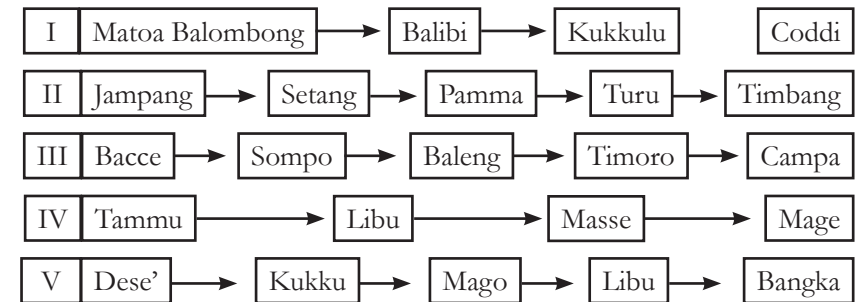 I Matoa Balombong Balibi Kukkulu Coddi
II Jampang Setang Pamma Turu Timbang
III Bacce Sompo Baleng Timoro Campa
IV Tammu Libu Masse Mage
V Dese’ Kukku Mago Libu Bangka